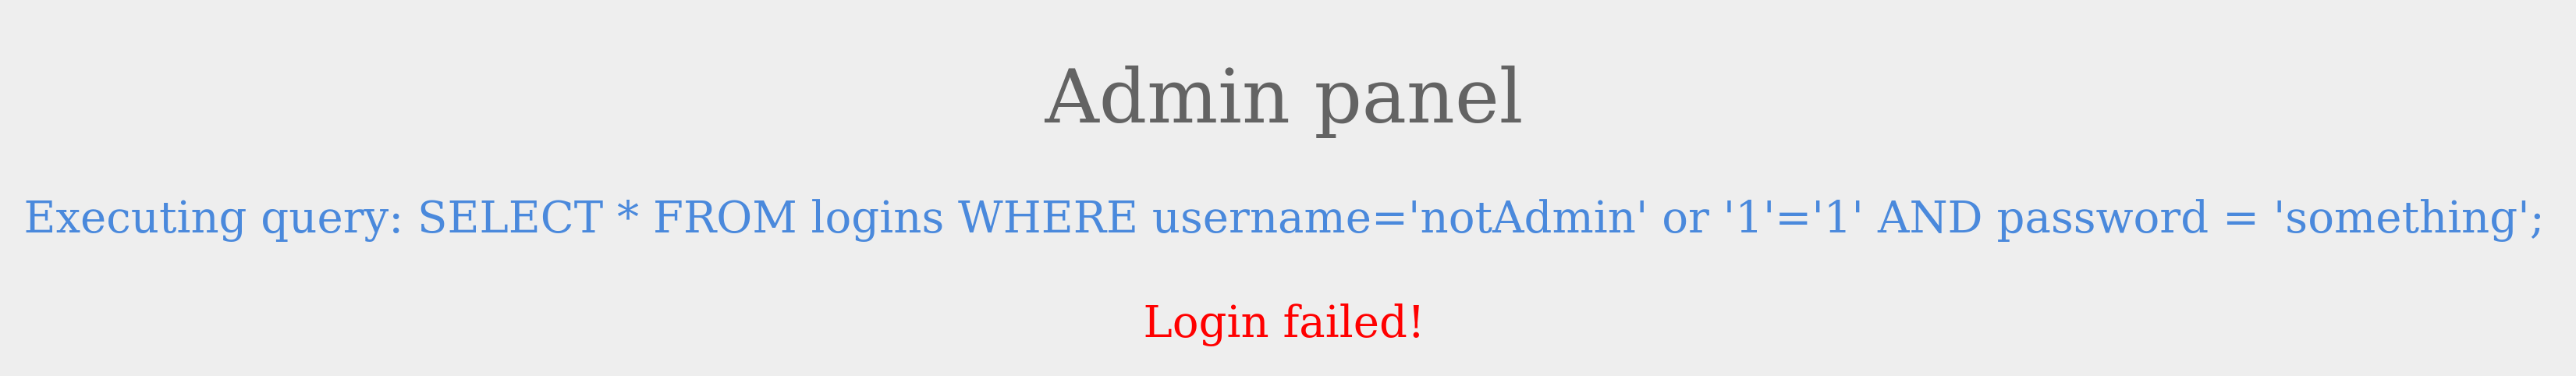 Admin panel
Executing query: SELECT * FROM logins WHERE username='notAdmin' or '1'='1' AND password = 'something';
Login failed!